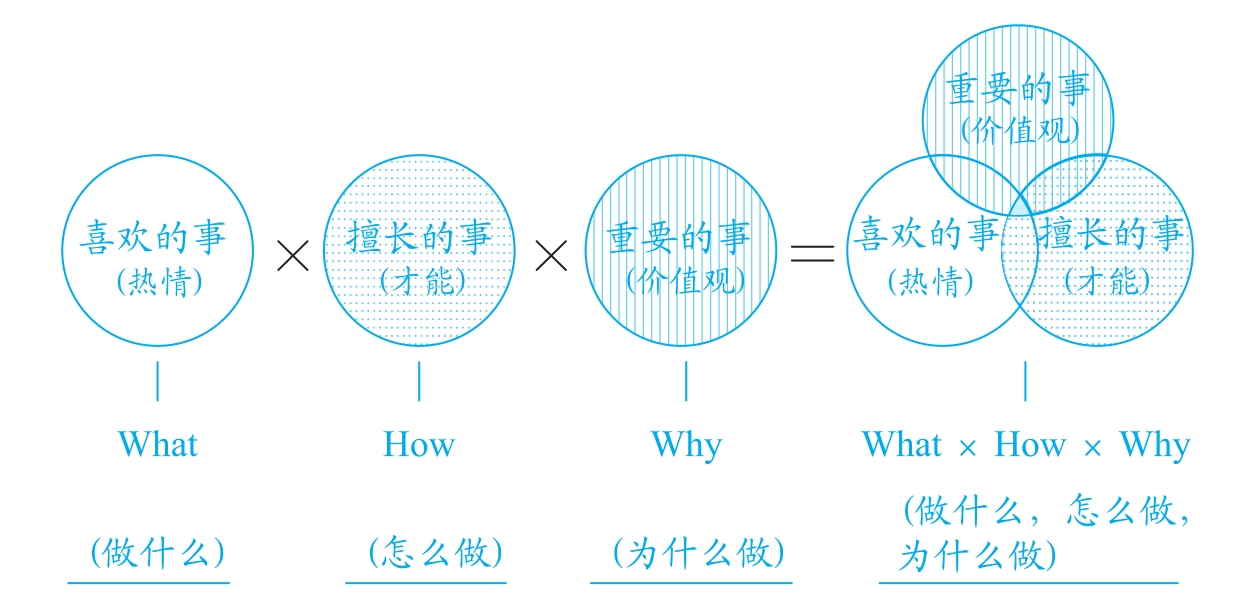 重要的事
(价值观)
喜欢的事
(热情)
×
擅长的事
(才能)
×
重要的事
(价值观)
=
喜欢的事
(热情)
擅长的事
(才能)
What
How
Why
What × How × Why
(做什么)
(怎么做)
(为什么做)
(做什么，怎么做，
为什么做)